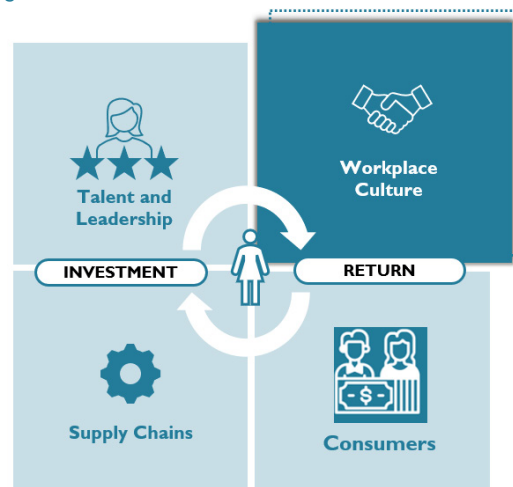 Talent and
Leadership
Workplace
Culture
INVESTMENT
RETURN
Supply Chains
Consumers
$